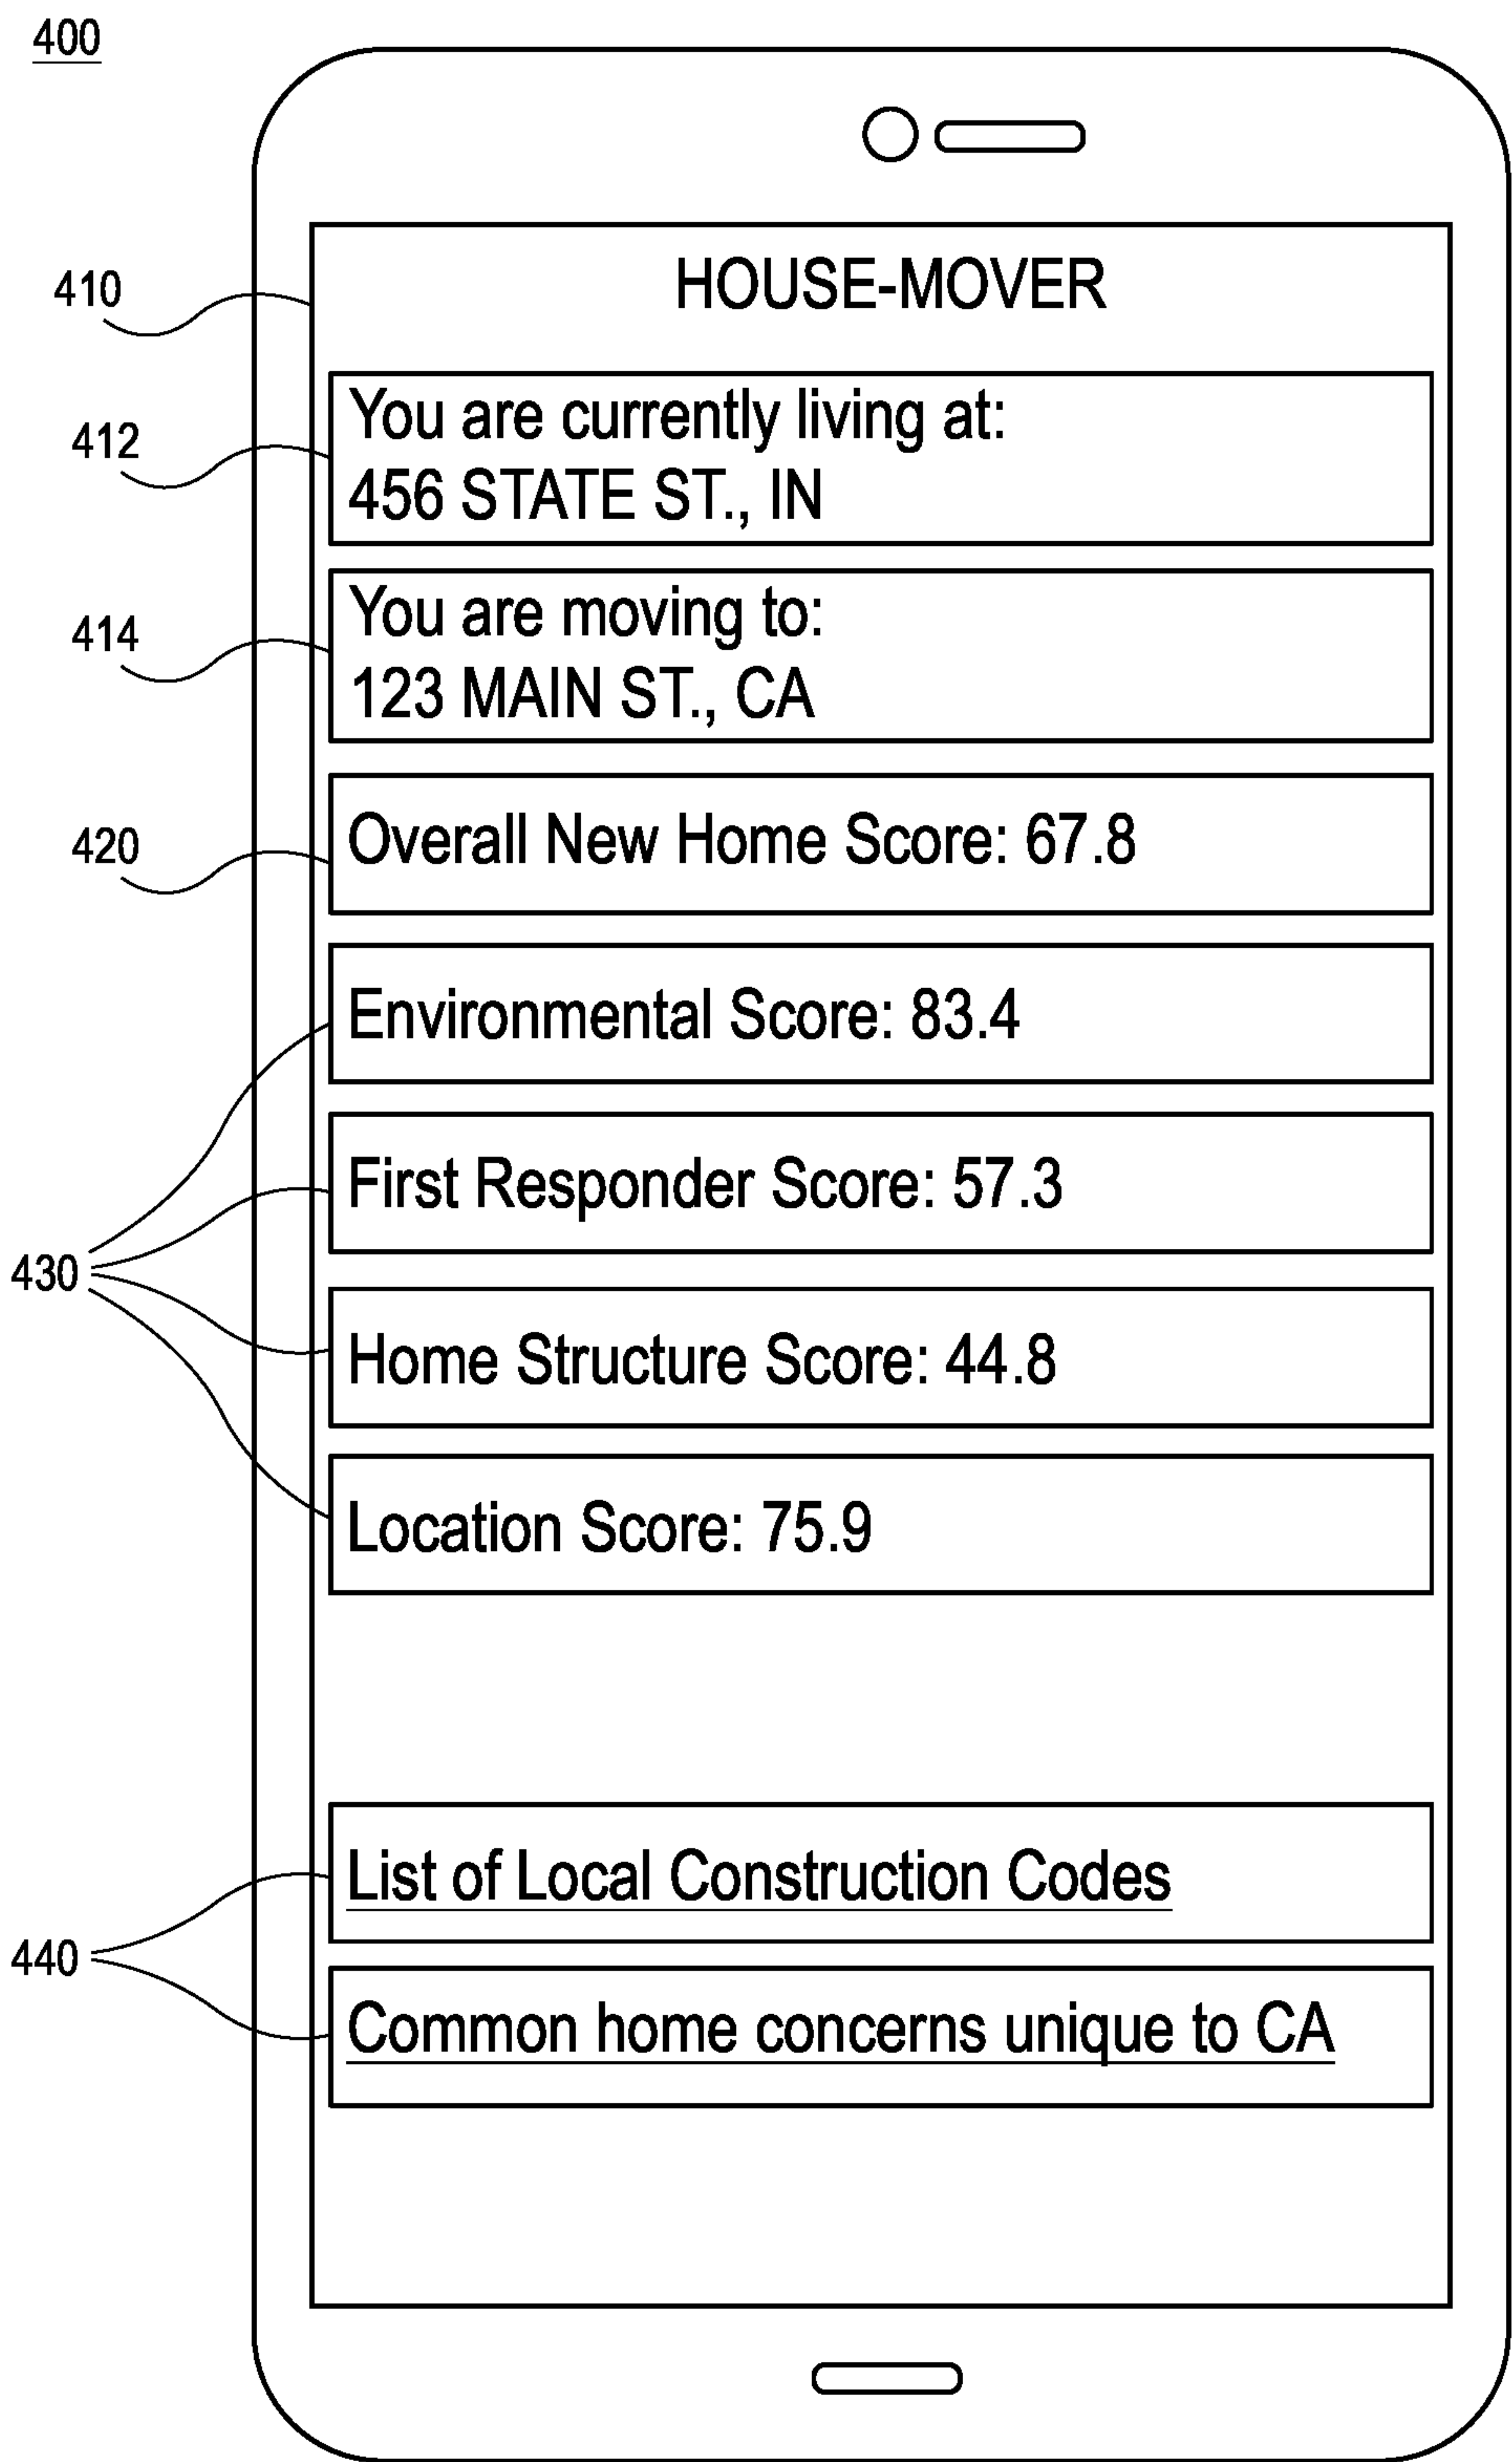 400
410
HOUSE-MOVER
412
You are currently living at:
456 STATE ST., IN
414
You are moving to:
123 MAIN ST., CA
420
Overall New Home Score: 67.8
Environmental Score: 83.4
First Responder Score: 57.3
430
Home Structure Score: 44.8
Location Score: 75.9
List of Local Construction Codes
440
Common home concerns unique to CA